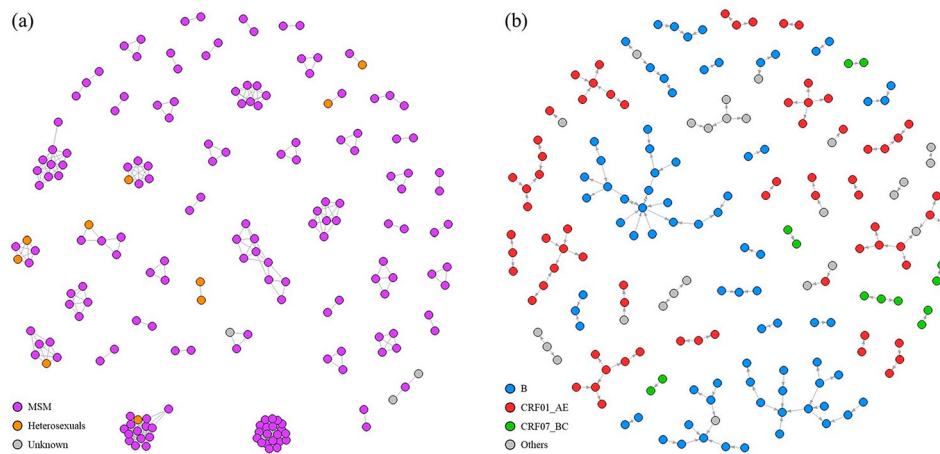 (a)
MSM
Heterosexuals
Unknown
(b)
B
CRF01_AE
CRF07_BC
Others